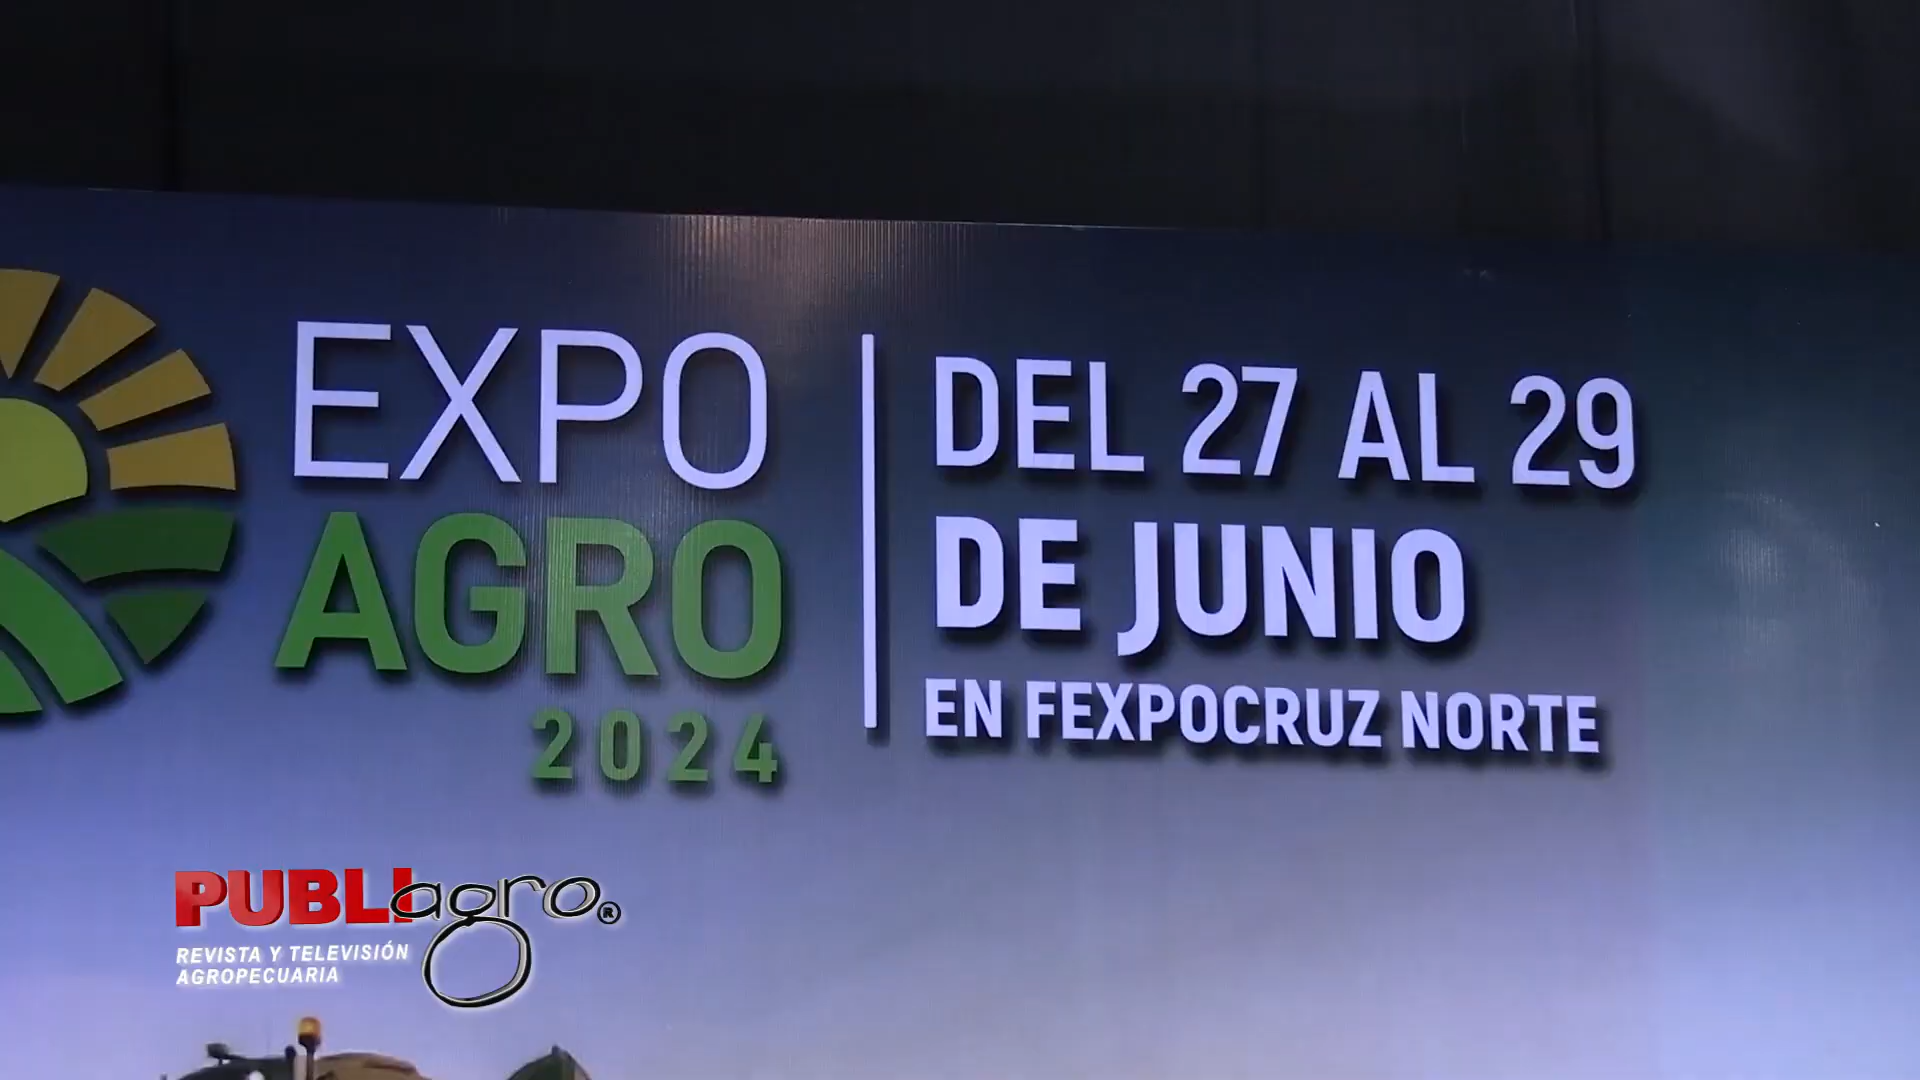 EXPO
AGRO
2024
DEL 27 AL 29
DE JUNIO
EN FEXPOCRUZ NORTE
PUBLIagro®
REVISTA Y TELEVISIÓN
AGROPECUARIA